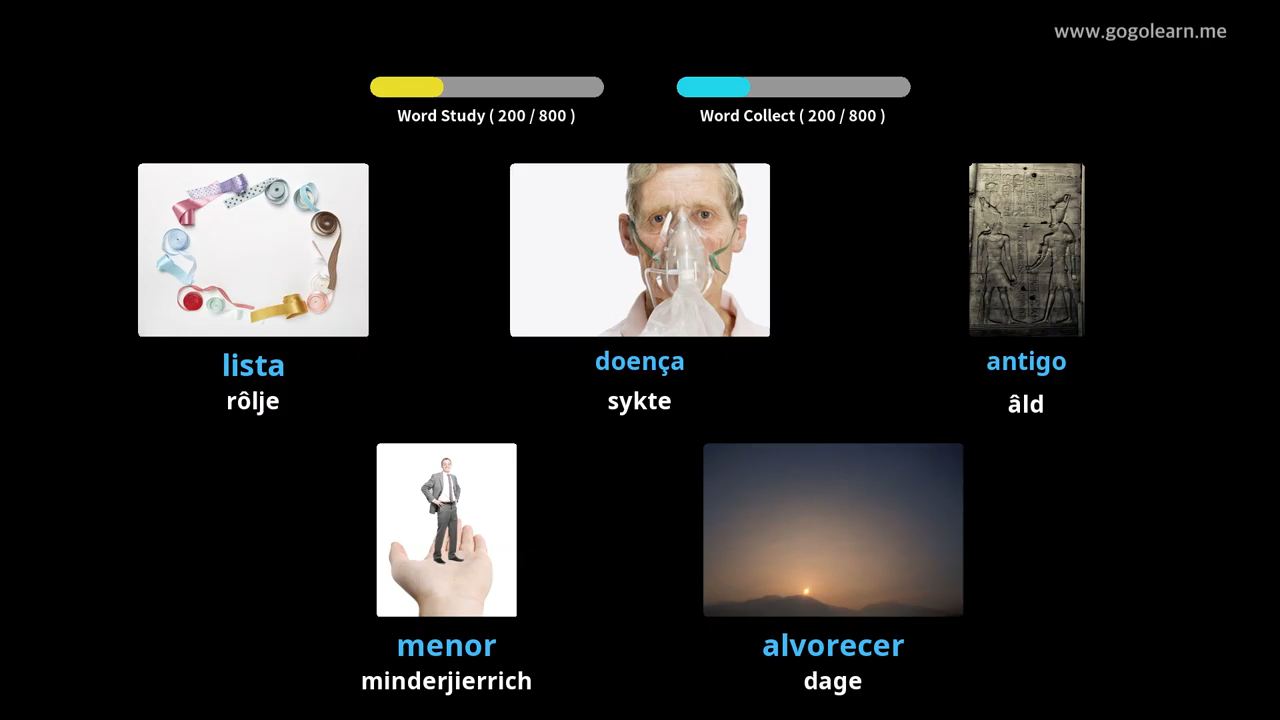 www.gogolearn.me
Word Study ( 200 / 800 )
Word Collect ( 200 / 800 )
lista
rôlje
doença
sykte
antigo
âld
menor
minderjierrich
alvorecer
dage